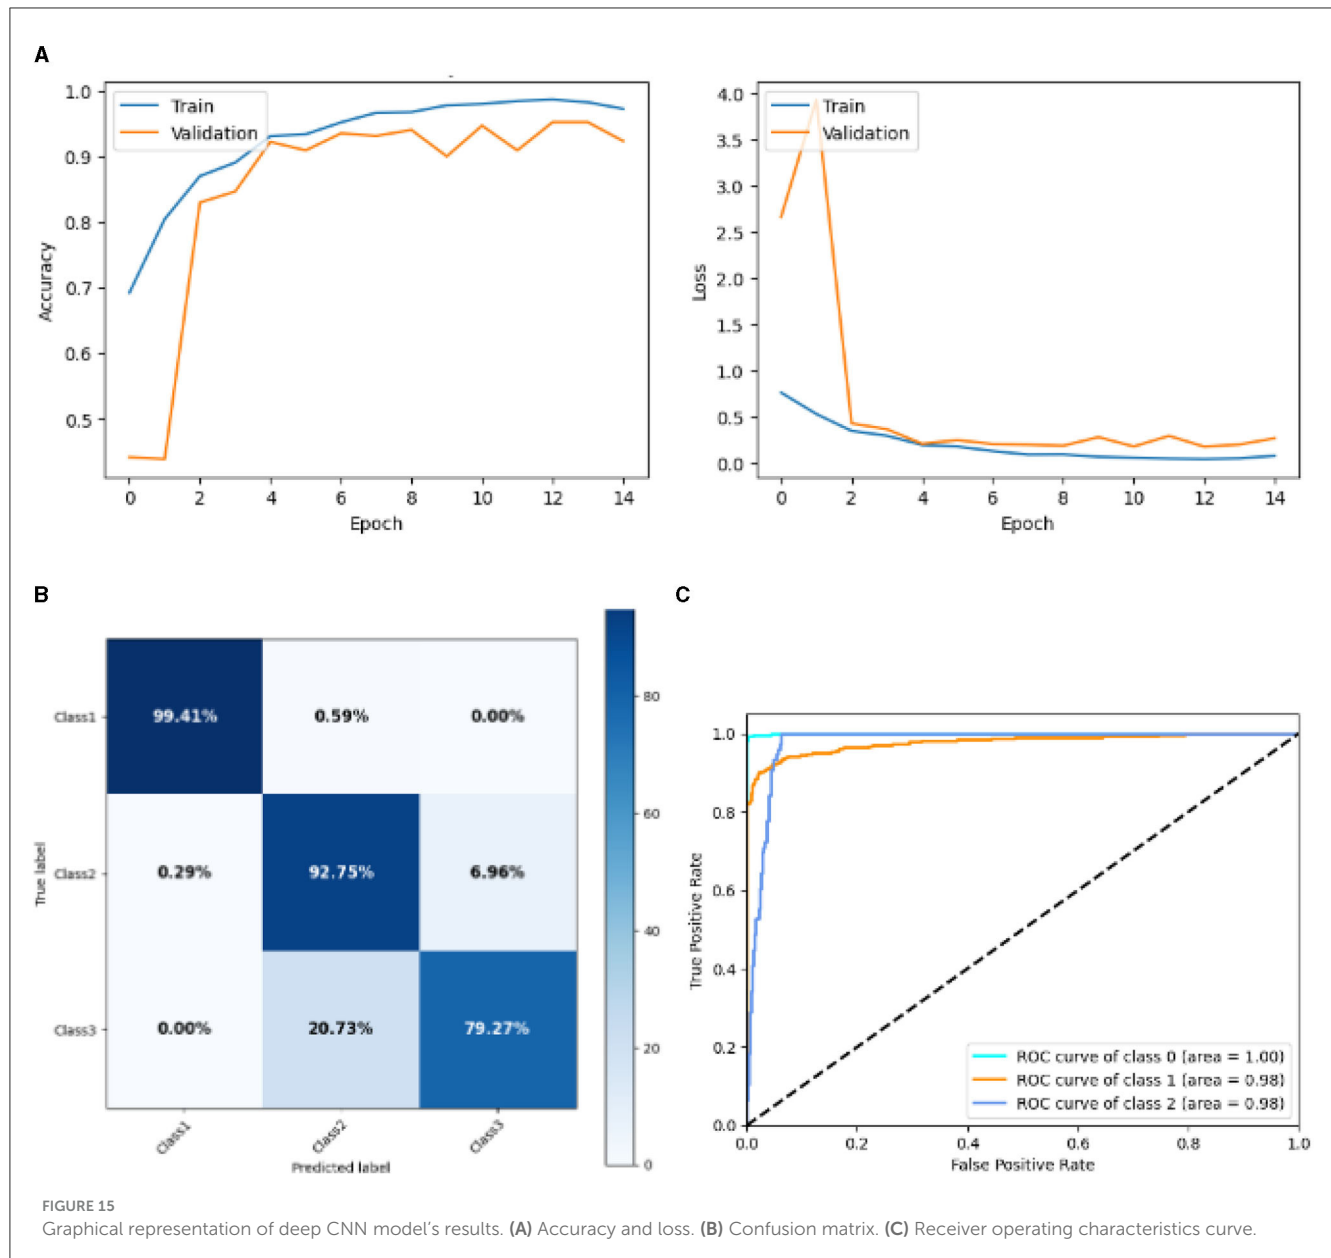 A
1.0
0.9
0.8
0.7
0.6
0.5
Accuracy
Train
Validation
0 2 4 6 8 10 12 14
Epoch
4.0
3.5
3.0
2.5
2.0
1.5
1.0
0.5
0.0
Loss
Train
Validation
0 2 4 6 8 10 12 14
Epoch
B
True label
Class1
99.41% 0.59% 0.00%
Class2
0.29% 92.75% 6.96%
Class3
0.00% 20.73% 79.27%
Class1 Class2 Class3
Predicted label
80
60
40
20
0
C
1.0
0.8
0.6
0.4
0.2
0.0
True Positive Rate
ROC curve of class 0 (area = 1.00)
ROC curve of class 1 (area = 0.98)
ROC curve of class 2 (area = 0.98)
0.0 0.2 0.4 0.6 0.8 1.0
False Positive Rate
FIGURE 15
Graphical representation of deep CNN model’s results. (A) Accuracy and loss. (B) Confusion matrix. (C) Receiver operating characteristics curve.